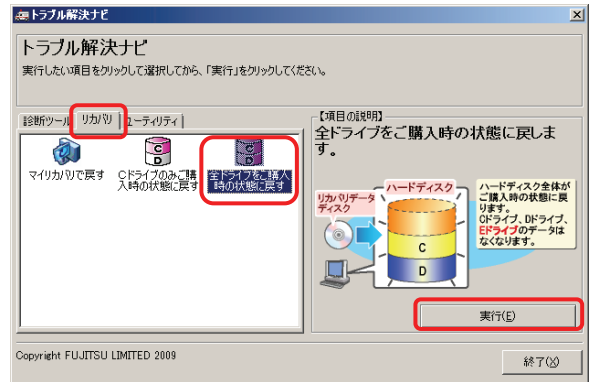 トラブル解決ナビ
トラブル解決ナビ
実行したい項目をクリックして選択してから、「実行」をクリックしてください。
診断ツール リカバリ ユーティリティ
マイリカバリで戻す
Cドライブのみご購
入時の状態に戻す
全ドライブをご購入
時の状態に戻す
C
D
C
D
【項目の説明】
全ドライブをご購入時の状態に戻しま
す。
リカバリデータ
ディスク
ハードディスク
C
D
ハードディスク全体が
ご購入時の状態に戻
ります。
Cドライブ、Dドライブ、
Eドライブのデータは
なくなります。
実行(E)
Copyright FUJITSU LIMITED 2009
終了(X)